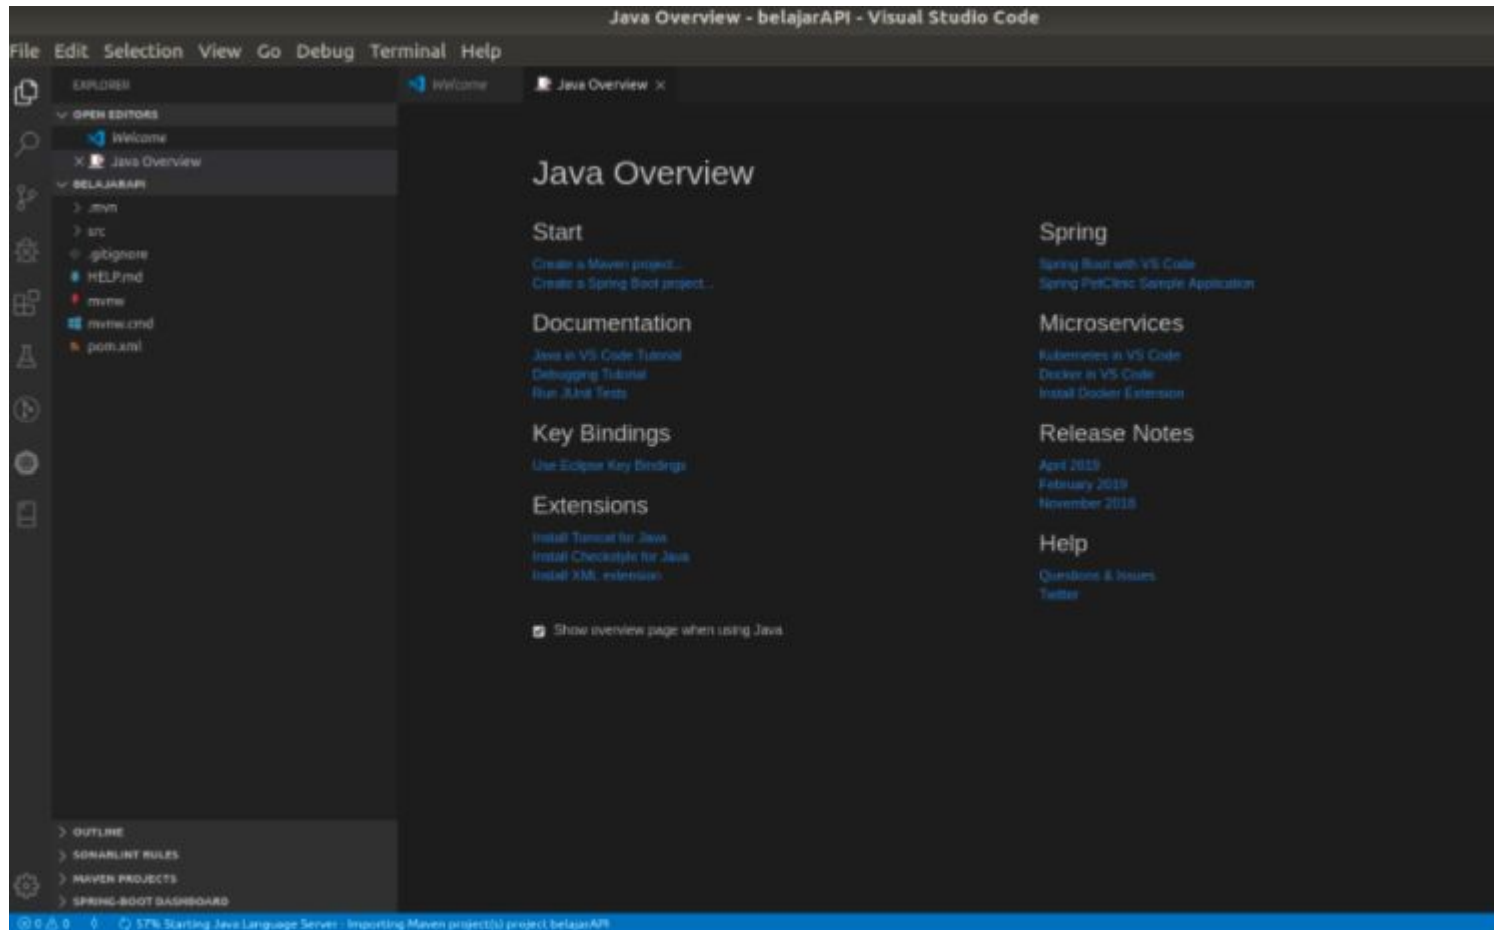 Java Overview - belajarAPI - Visual Studio Code
File Edit Selection View Go Debug Terminal Help
EXPLORER
OPEN EDITORS
Welcome
Java Overview
BELAJARAPI
.mvn
src
.gitignore
HELP.md
mvnw
mvnw.cmd
pom.xml
OUTLINE
SONARLINT RULES
MAVEN PROJECTS
SPRING-BOOT DASHBOARD
Welcome
Java Overview
Java Overview
Start
Create a Maven project...
Create a Spring Boot project...
Documentation
Java in VS Code Tutorial
Debugging Tutorial
Run JUnit Tests
Key Bindings
Use Eclipse Key Bindings
Extensions
Install Tomcat for Java
Install Checkstyle for Java
Install XML extension
Show overview page when using Java
Spring
Spring Boot with VS Code
Spring PetClinic Sample Application
Microservices
Kubernetes in VS Code
Docker in VS Code
Install Docker Extension
Release Notes
April 2019
February 2019
November 2018
Help
Questions & Issues
Twitter
0 0 57% Starting Java Language Server - Importing Maven project(s) project belajarAPI